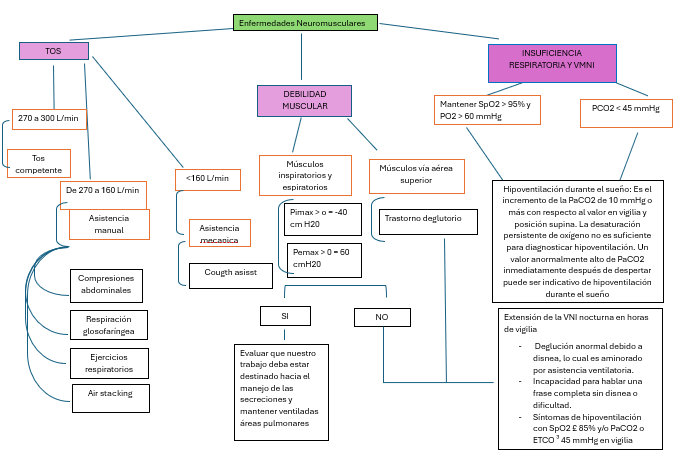 Enfermedades Neuromusculares
TOS
INSUFICIENCIA
RESPIRATORIA Y VMNI
DEBILIDAD
MUSCULAR
270 a 300 L/min
Tos
competente
De 270 a 160 L/min
Asistencia
manual
Compresiones
abdominales
Respiración
glosofaríngea
Ejercicios
respiratorios
Air stacking
<160 L/min
Asistencia
mecanica
Cougth asisst
Músculos
inspiratorios y
espiratorios
Pimax > o = -40
cm H20
Pemax > 0 = 60
cmH20
SI
NO
Evaluar que nuestro
trabajo deba estar
destinado hacia el
manejo de las
secreciones y
mantener ventiladas
áreas pulmonares
Músculos vía aérea
superior
Trastorno deglutorio
Mantener SpO2 > 95% y
PO2 > 60 mmHg
PCO2 < 45 mmHg
Hipoventilación durante el sueño: Es el
incremento de la PaCO2 de 10 mmHg o
más con respecto al valor en vigilia y
posición supina. La desaturación
persistente de oxígeno no es suficiente
para diagnosticar hipoventilación. Un
valor anormalmente alto de PaCO2
inmediatamente después de despertar
puede ser indicativo de hipoventilación
durante el sueño
Extensión de la VNI nocturna en horas
de vigilia
- Deglución anormal debido a
disnea, lo cual es aminorado
por asistencia ventilatoria.
- Incapacidad para hablar una
frase completa sin disnea o
dificultad.
- Síntomas de hipoventilación
con SpO2 £ 85% y/o PaCO2 o
ETCO ³ 45 mmHg en vigilia